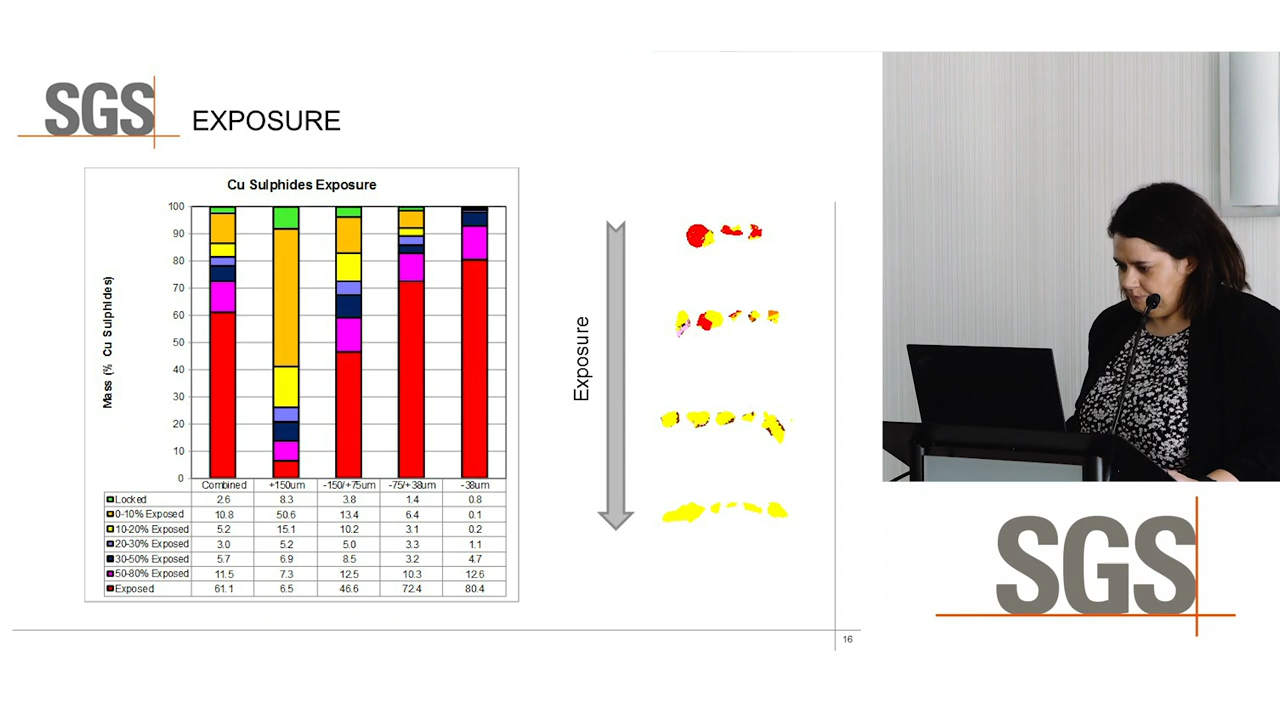 SGS
EXPOSURE
Cu Sulphides Exposure
Mass (% Cu Sulphides)
100
90
80
70
60
50
40
30
20
10
0
Combined +150um -150/+75um -75/+38um -38um
Locked 2.6 8.3 3.8 1.4 0.8
0-10% Exposed 10.8 50.6 13.4 6.4 0.1
10-20% Exposed 5.2 15.1 10.2 3.1 0.2
20-30% Exposed 3.0 5.2 5.0 3.3 1.1
30-50% Exposed 5.7 6.9 8.5 3.2 4.7
50-80% Exposed 11.5 7.3 12.5 10.3 12.6
Exposed 61.1 6.5 46.6 72.4 80.4
Exposure
16
SGS